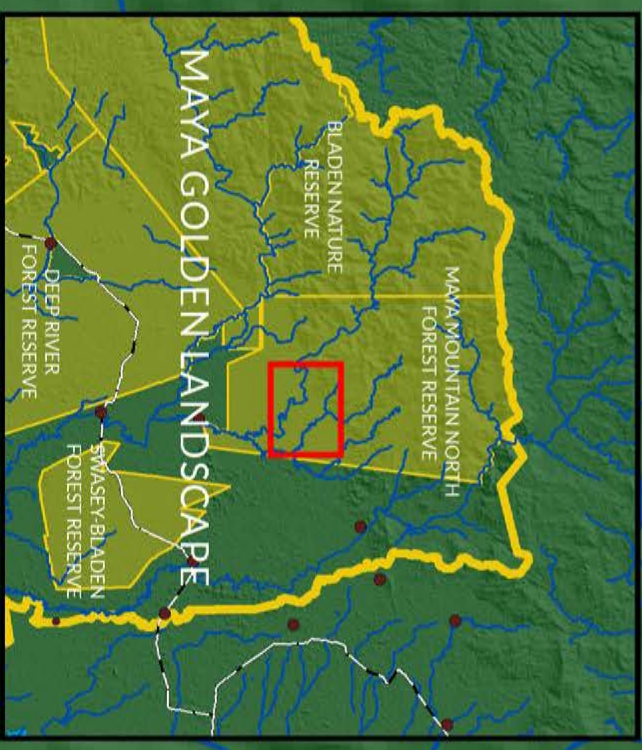 MAYA MOUNTAIN NORTH
FOREST RESERVE
BLADEN NATURE
RESERVE
MAYA GOLDEN LANDSCAPE
SWASEY-BLADEN
FOREST RESERVE
DEEP RIVER
FOREST RESERVE